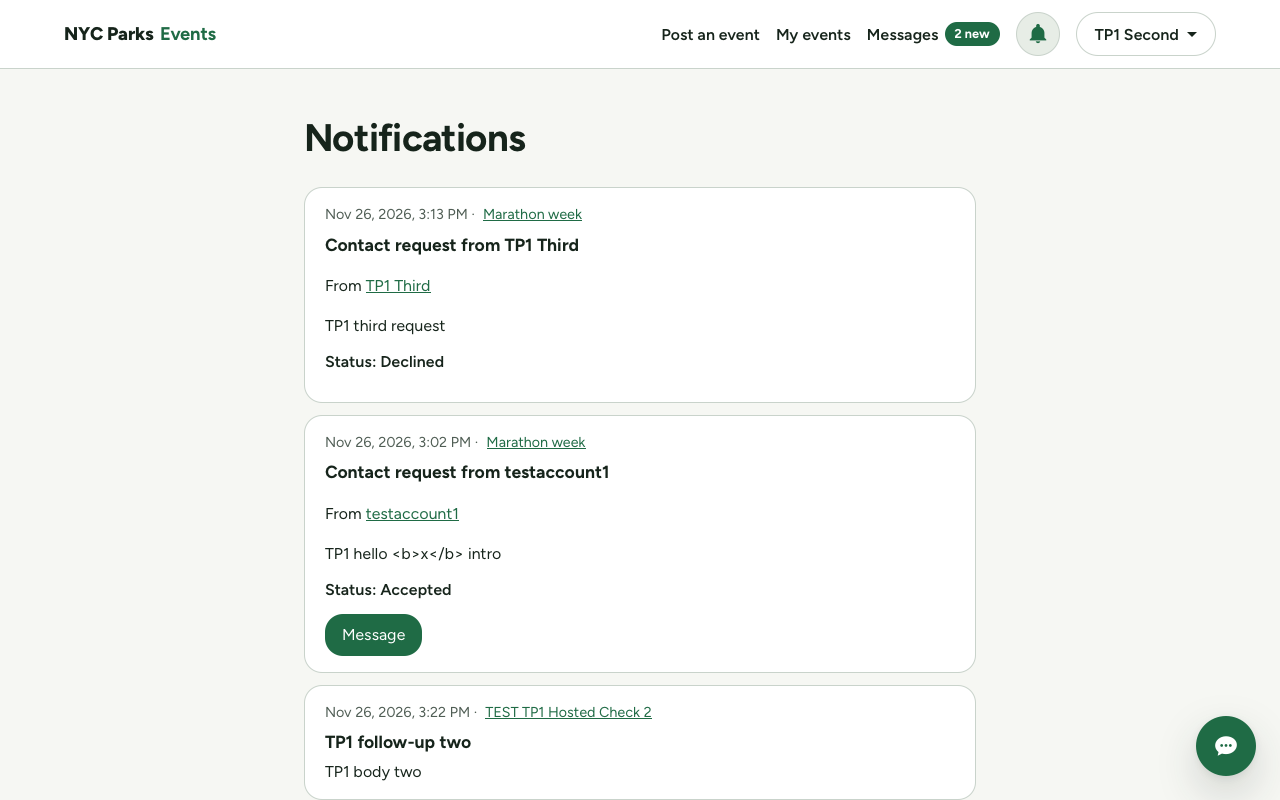 NYC Parks Events
Post an event
My events
Messages
2 new
TP1 Second
Notifications
Nov 26, 2026, 3:13 PM · Marathon week
Contact request from TP1 Third
From TP1 Third
TP1 third request
Status: Declined
Nov 26, 2026, 3:02 PM · Marathon week
Contact request from testaccount1
From testaccount1
TP1 hello <b>x</b> intro
Status: Accepted
Message
Nov 26, 2026, 3:22 PM · TEST TP1 Hosted Check 2
TP1 follow-up two
TP1 body two